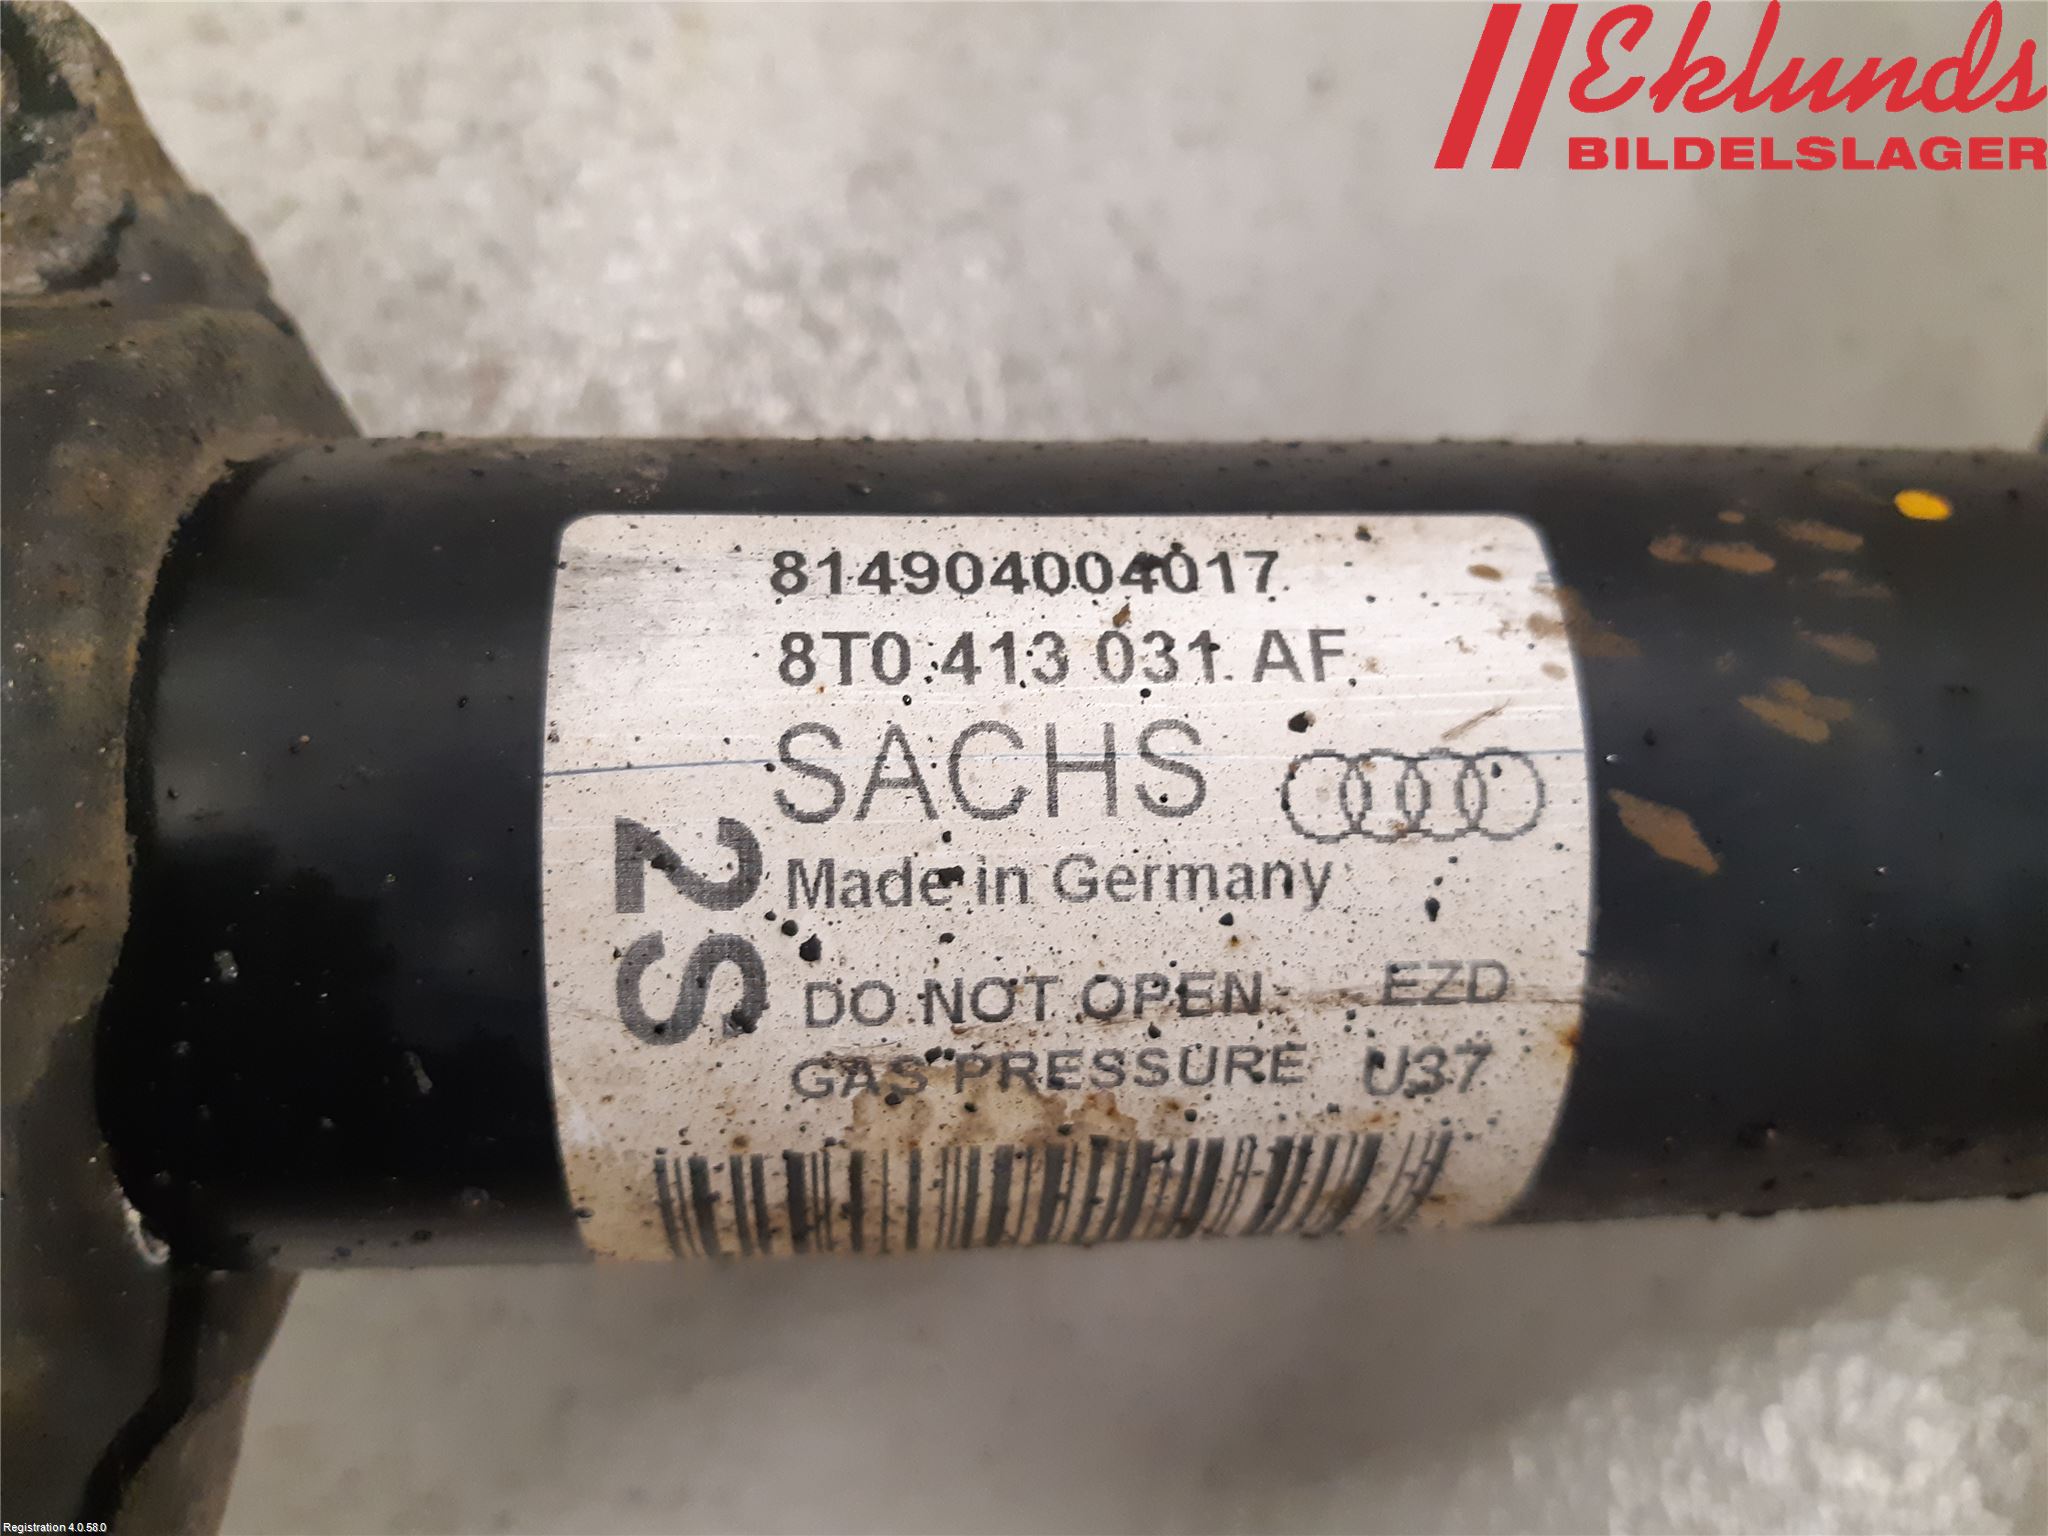 Eklunds
BILDELSLAGER
814904004017
8T0 413 031 AF
SACHS
2S
Made in Germany
DO NOT OPEN EZD
GAS PRESSURE U37
Registration 4.0.58.0